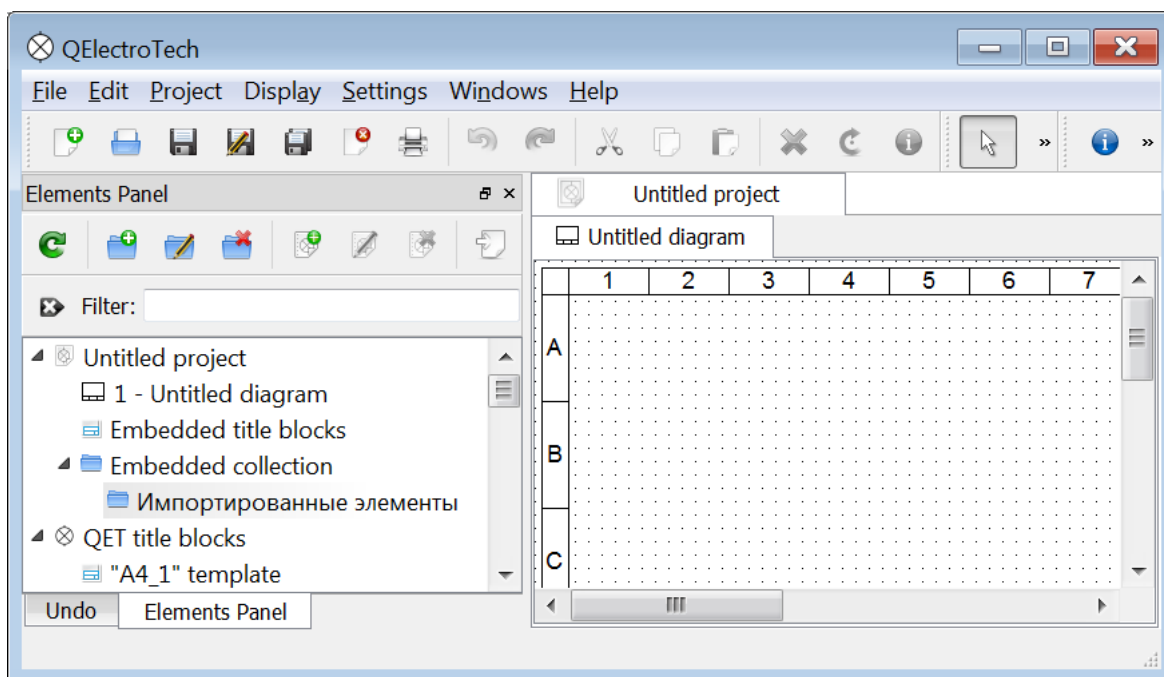 QElectroTech
File Edit Project Display Settings Windows Help
Elements Panel
Filter:
Untitled project
1 - Untitled diagram
Embedded title blocks
Embedded collection
Импортированные элементы
QET title blocks
"A4_1" template
Undo Elements Panel
Untitled project
Untitled diagram
1 2 3 4 5 6 7
A
B
C